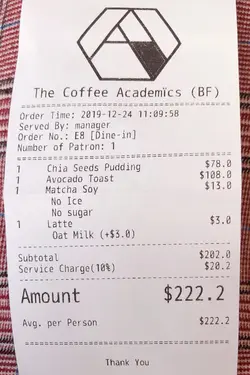 The Coffee Academïcs (BF)
Order Time: 2019-12-24 11:09:58
Served By: manager
Order No.: E8 [Dine-in]
Number of Patron: 1
1 Chia Seeds Pudding $78.0
1 Avocado Toast $108.0
1 Matcha Soy $13.0
No Ice
No sugar
1 Latte $3.0
Oat Milk (+$3.0)
Subtotal $202.0
Service Charge(10%) $20.2
Amount $222.2
Avg. per Person $222.2
Thank You